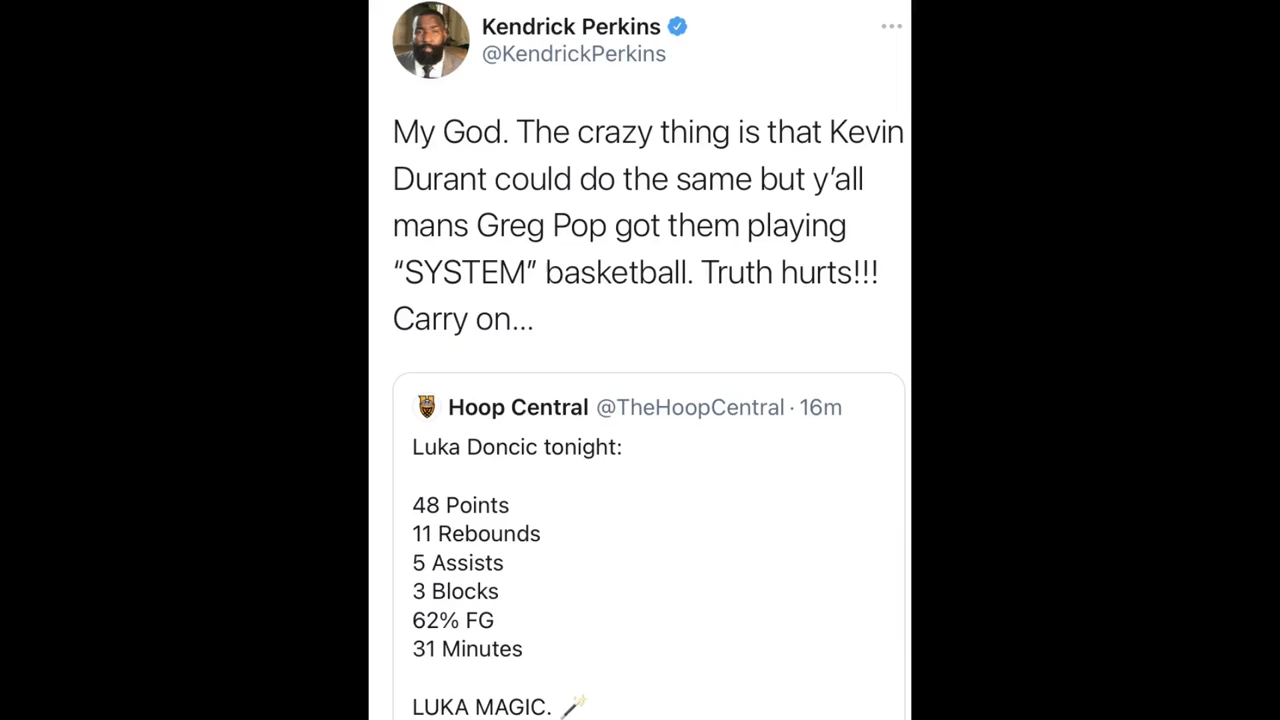 Kendrick Perkins
@KendrickPerkins
My God. The crazy thing is that Kevin
Durant could do the same but y’all
mans Greg Pop got them playing
“SYSTEM” basketball. Truth hurts!!!
Carry on...
Hoop Central @TheHoopCentral · 16m
Luka Doncic tonight:
48 Points
11 Rebounds
5 Assists
3 Blocks
62% FG
31 Minutes
LUKA MAGIC. 🪄